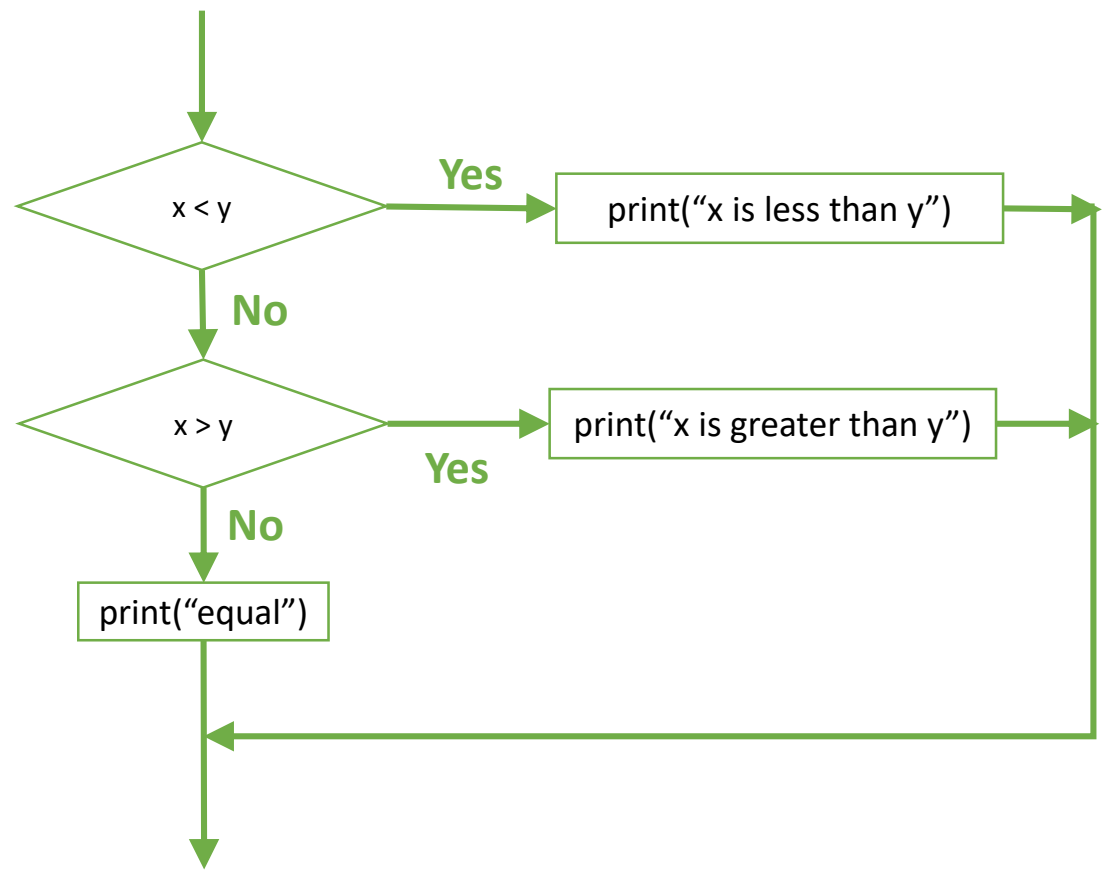 x < y
Yes
print(“x is less than y”)
No
x > y
Yes
print(“x is greater than y”)
No
print(“equal”)